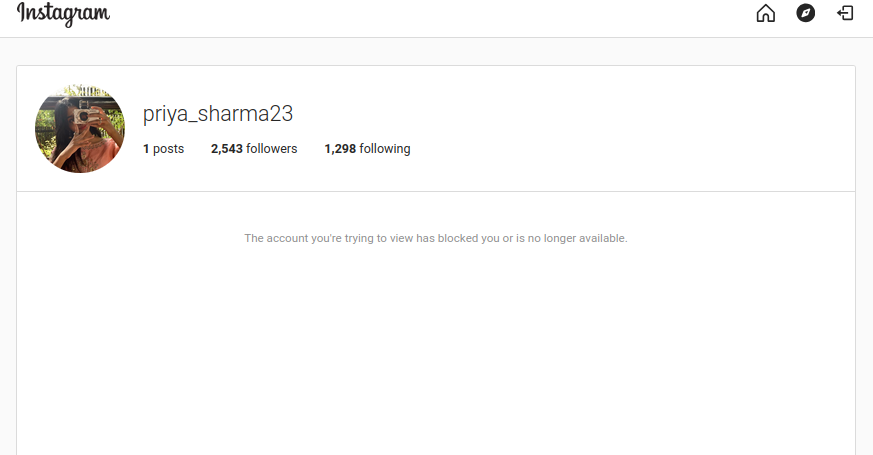 Instagram
priya_sharma23
1 posts 2,543 followers 1,298 following
The account you're trying to view has blocked you or is no longer available.